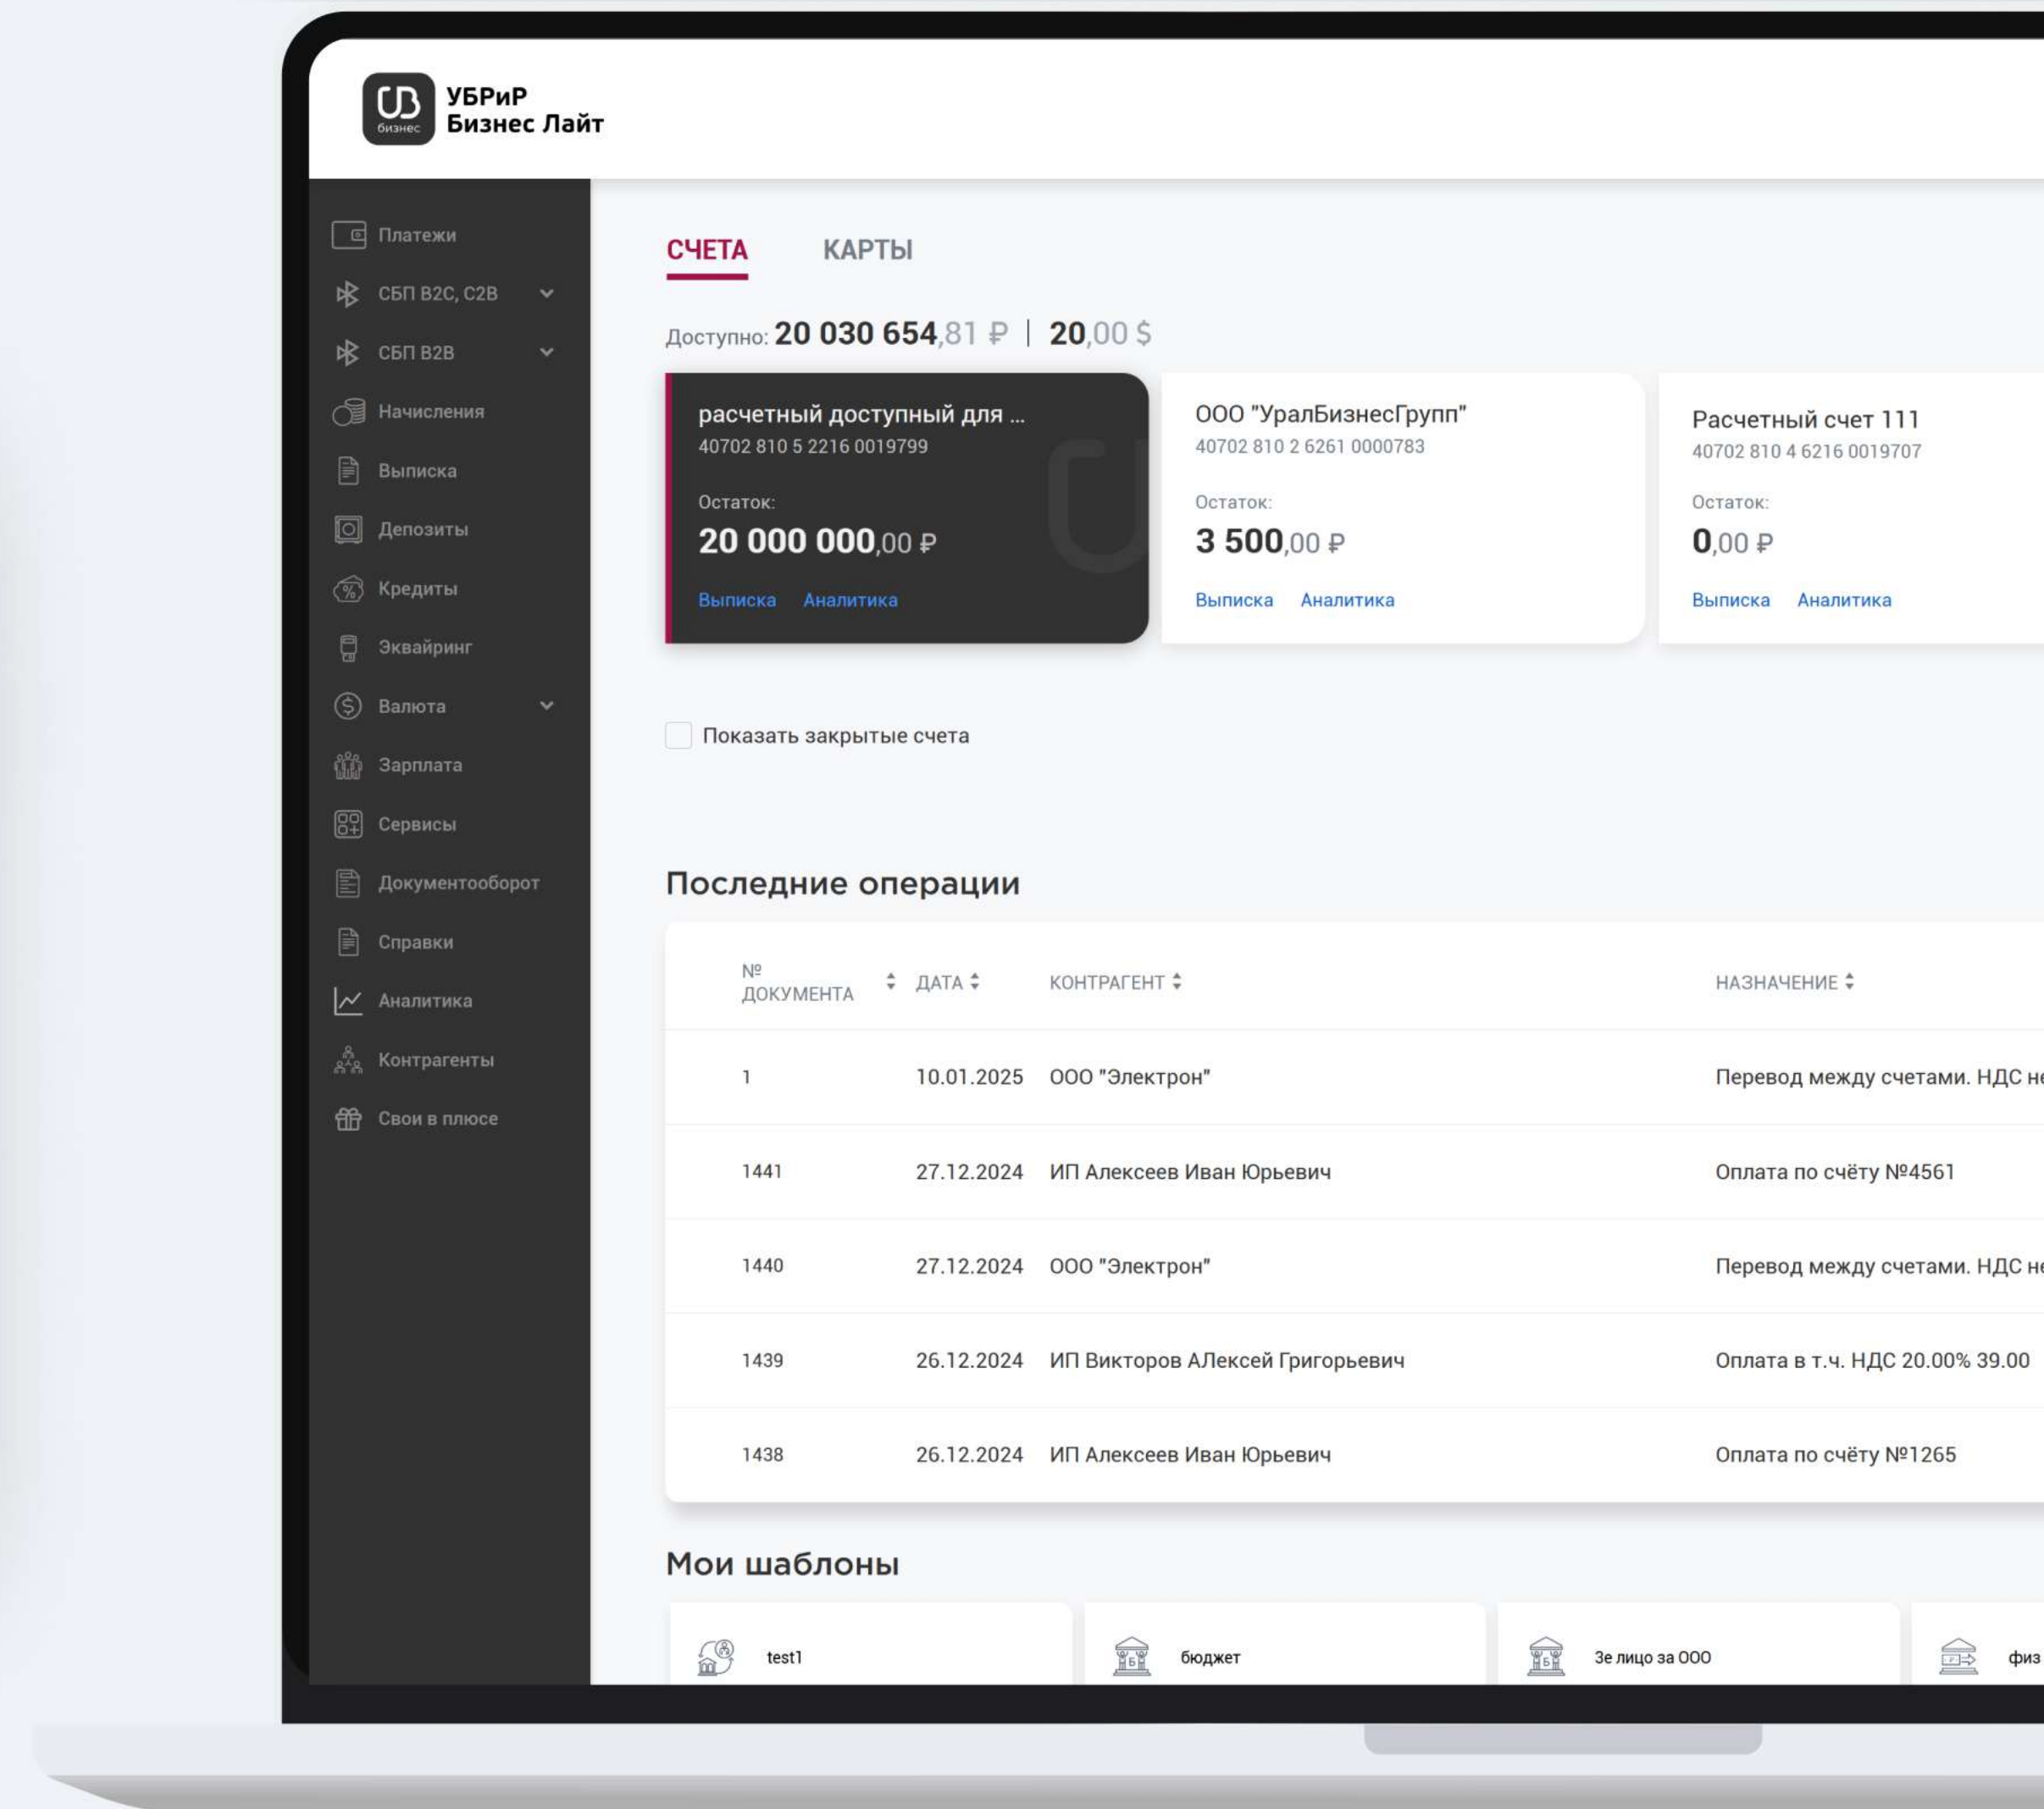 бизнес
УБРиР
Бизнес Лайт
Платежи
СБП B2C, C2B
СБП B2B
Начисления
Выписка
Депозиты
Кредиты
Эквайринг
Валюта
Зарплата
Сервисы
Документооборот
Справки
Аналитика
Контрагенты
Свои в плюсе
СЧЕТА КАРТЫ
Доступно: 20 030 654,81 ₽ | 20,00 $
расчетный доступный для ...
40702 810 5 2216 0019799
Остаток:
20 000 000,00 ₽
Выписка Аналитика
ООО "УралБизнесГрупп"
40702 810 2 6261 0000783
Остаток:
3 500,00 ₽
Выписка Аналитика
Расчетный счет 111
40702 810 4 6216 0019707
Остаток:
0,00 ₽
Выписка Аналитика
Показать закрытые счета
Последние операции
№ ДОКУМЕНТА ДАТА КОНТРАГЕНТ НАЗНАЧЕНИЕ
1 10.01.2025 ООО "Электрон" Перевод между счетами. НДС не
1441 27.12.2024 ИП Алексеев Иван Юрьевич Оплата по счёту №4561
1440 27.12.2024 ООО "Электрон" Перевод между счетами. НДС не
1439 26.12.2024 ИП Викторов АЛексей Григорьевич Оплата в т.ч. НДС 20.00% 39.00
1438 26.12.2024 ИП Алексеев Иван Юрьевич Оплата по счёту №1265
Мои шаблоны
test1
бюджет
3е лицо за ООО
физ